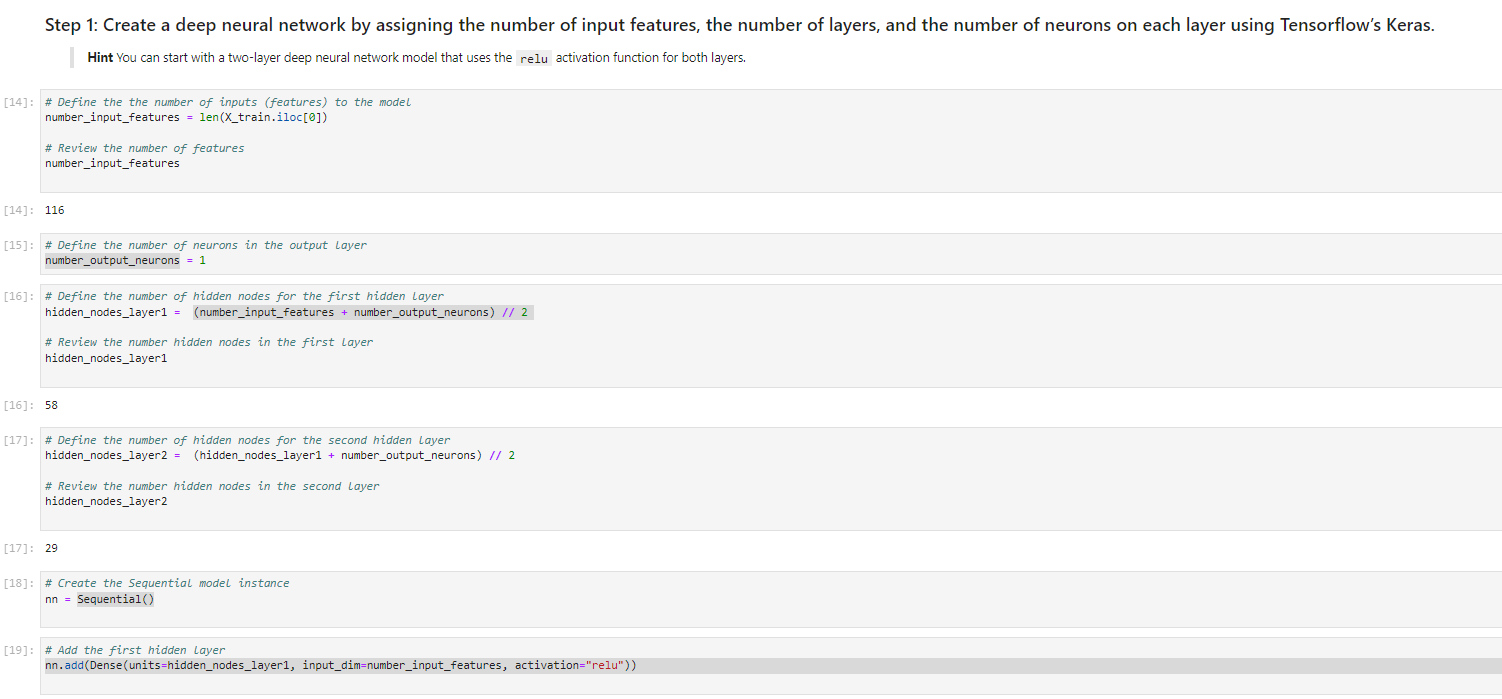 Step 1: Create a deep neural network by assigning the number of input features, the number of layers, and the number of neurons on each layer using Tensorflow’s Keras.
Hint You can start with a two-layer deep neural network model that uses the relu activation function for both layers.
[14]: # Define the the number of inputs (features) to the model
number_input_features = len(X_train.iloc[0])
# Review the number of features
number_input_features
[14]: 116
[15]: # Define the number of neurons in the output layer
number_output_neurons = 1
[16]: # Define the number of hidden nodes for the first hidden layer
hidden_nodes_layer1 =  (number_input_features + number_output_neurons) // 2
# Review the number hidden nodes in the first layer
hidden_nodes_layer1
[16]: 58
[17]: # Define the number of hidden nodes for the second hidden layer
hidden_nodes_layer2 =  (hidden_nodes_layer1 + number_output_neurons) // 2
# Review the number hidden nodes in the second layer
hidden_nodes_layer2
[17]: 29
[18]: # Create the Sequential model instance
nn = Sequential()
[19]: # Add the first hidden layer
nn.add(Dense(units=hidden_nodes_layer1, input_dim=number_input_features, activation="relu"))